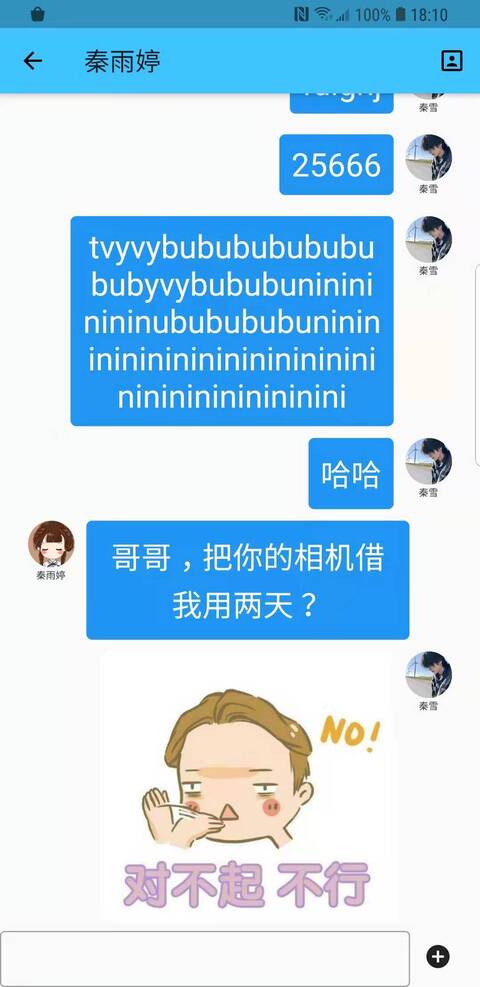 100% 18:10
秦雨婷
秦雪
25666
秦雪
tvyvybubububububu
bubyvybubububuninini
nininubububububuninin
ininininininininininini
nininininininini
秦雪
哈哈
秦雪
哥哥，把你的相机借
我用两天？
秦雨婷
秦雪
NO!
对不起 不行